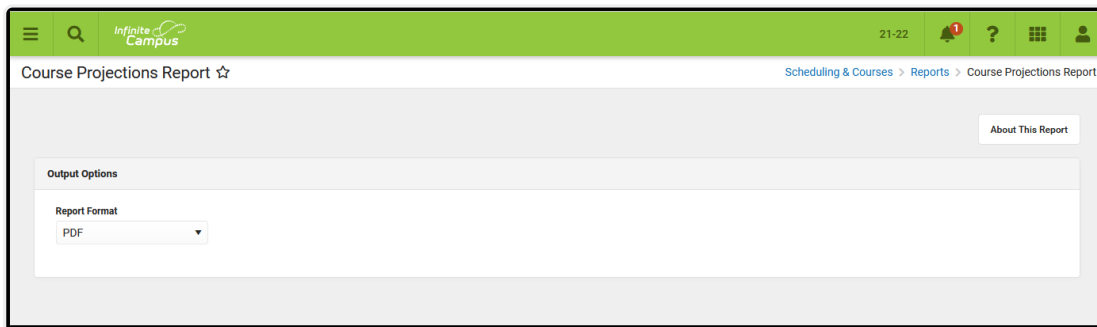 Infinite Campus
21-22
1
?
Course Projections Report
Scheduling & Courses > Reports > Course Projections Report
About This Report
Output Options
Report Format
PDF